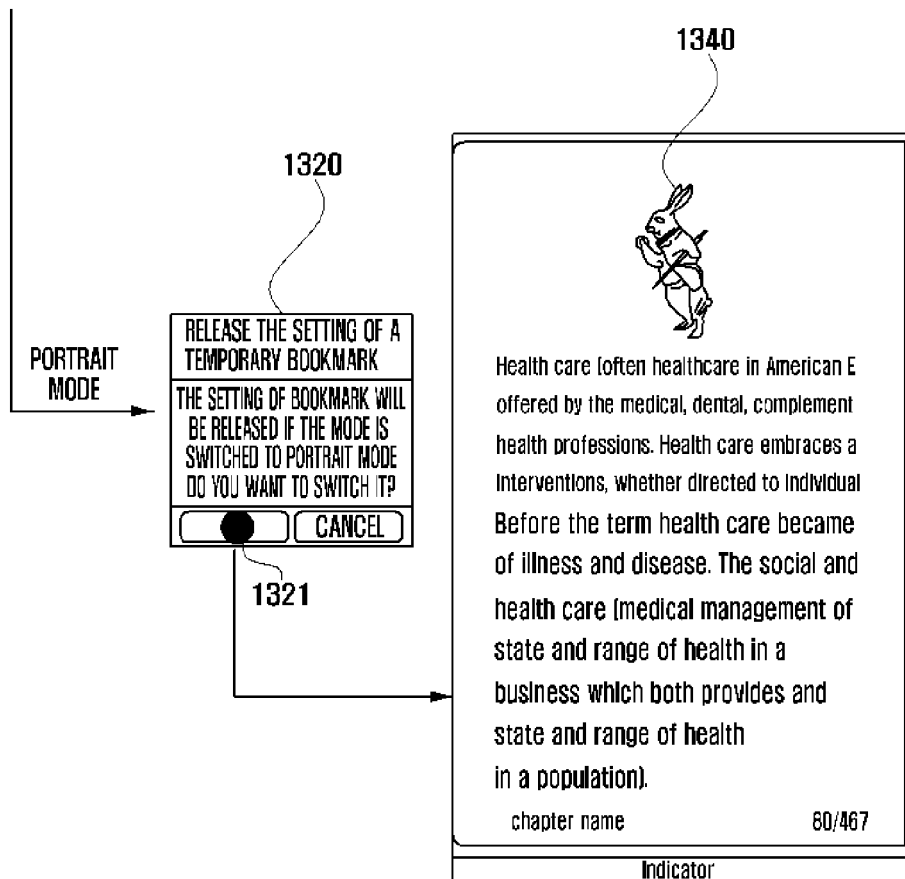 1340
1320
RELEASE THE SETTING OF A
TEMPORARY BOOKMARK
PORTRAIT
MODE
THE SETTING OF BOOKMARK WILL
BE RELEASED IF THE MODE IS
SWITCHED TO PORTRAIT MODE
DO YOU WANT TO SWITCH IT?
CANCEL
1321
Health care (often healthcare in American E
offered by the medical, dental, complement
health professions. Health care embraces a
interventions, whether directed to individual
Before the term health care became
of illness and disease. The social and
health care (medical management of
state and range of health in a
business which both provides and
state and range of health
in a population).
chapter name 80/467
Indicator